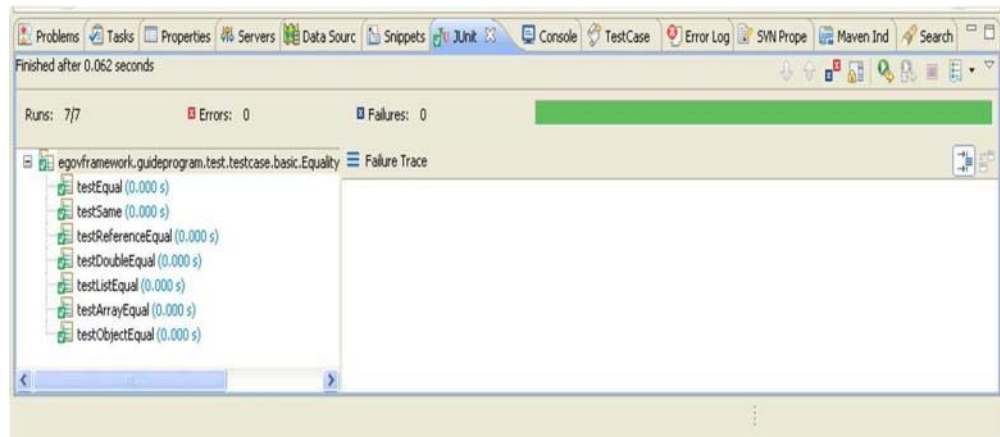 Problems Tasks Properties Servers Data Sourc Snippets JUnit Console TestCase Error Log SVN Prope Maven Ind Search
Finished after 0.062 seconds
Runs: 7/7 Errors: 0 Failures: 0
egovframework.guideprogram.test.testcase.basic.Equality Failure Trace
testEqual (0.000 s)
testSame (0.000 s)
testReferenceEqual (0.000 s)
testDoubleEqual (0.000 s)
testListEqual (0.000 s)
testArrayEqual (0.000 s)
testObjectEqual (0.000 s)